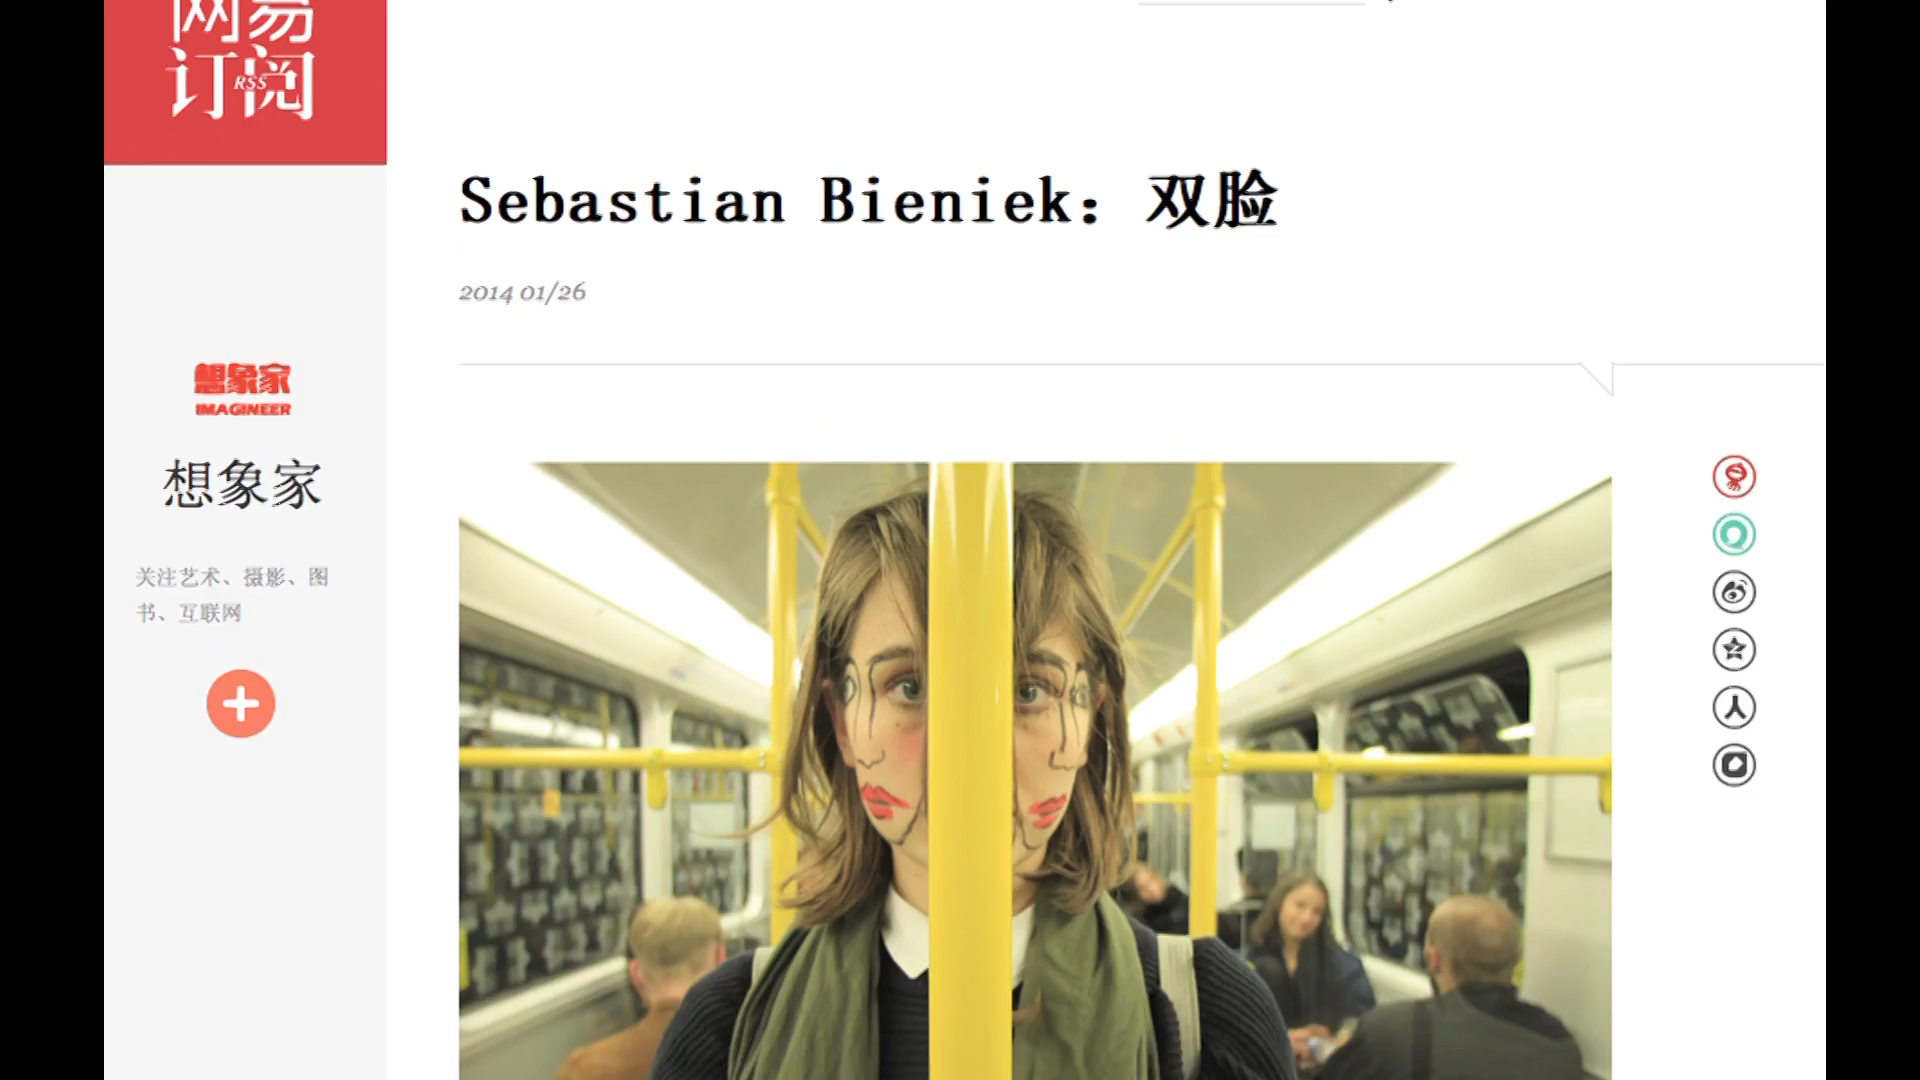 网易
订阅
RSS
Sebastian Bieniek：双脸
2014 01/26
想象家
IMAGINEER
想象家
关注艺术、摄影、图
书、互联网